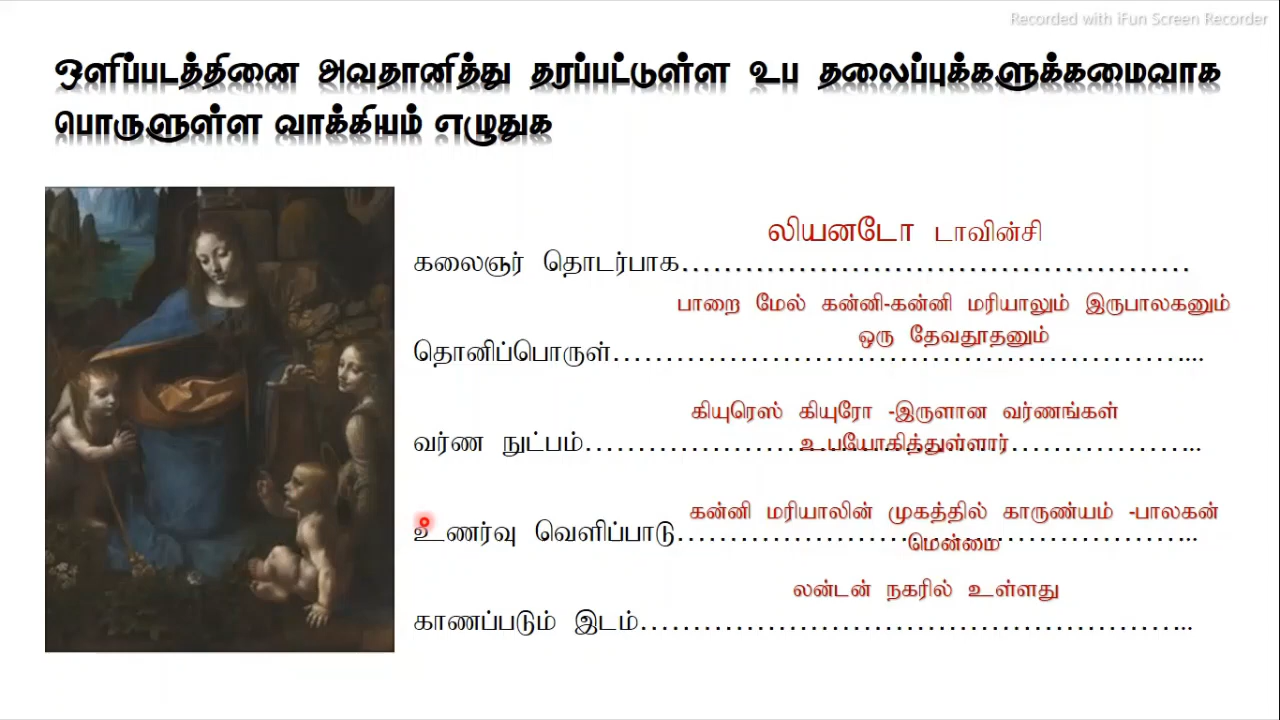 Recorded with iFun Screen Recorder
ஒளிப்படத்தினை அவதானித்து தரப்பட்டுள்ள உப தலைப்புக்களுக்கமைவாக
பொருளுள்ள வாக்கியம் எழுதுக
லியனடோ டாவின்சி
கலைஞர் தொடர்பாக……………………………………………
பாறை மேல் கன்னி-கன்னி மரியாலும் இருபாலகனும்
ஒரு தேவதூதனும்
தொனிப்பொருள்…………………………………………………...
கியுரெஸ் கியுரோ -இருளான வர்ணங்கள்
உபயோகித்துள்ளார்
வர்ண நுட்பம்……………………………………………………..
கன்னி மரியாலின் முகத்தில் காருண்யம் -பாலகன்
மென்மை
உணர்வு வெளிப்பாடு……………………………………………..
லன்டன் நகரில் உள்ளது
காணப்படும் இடம்………………………………………………..